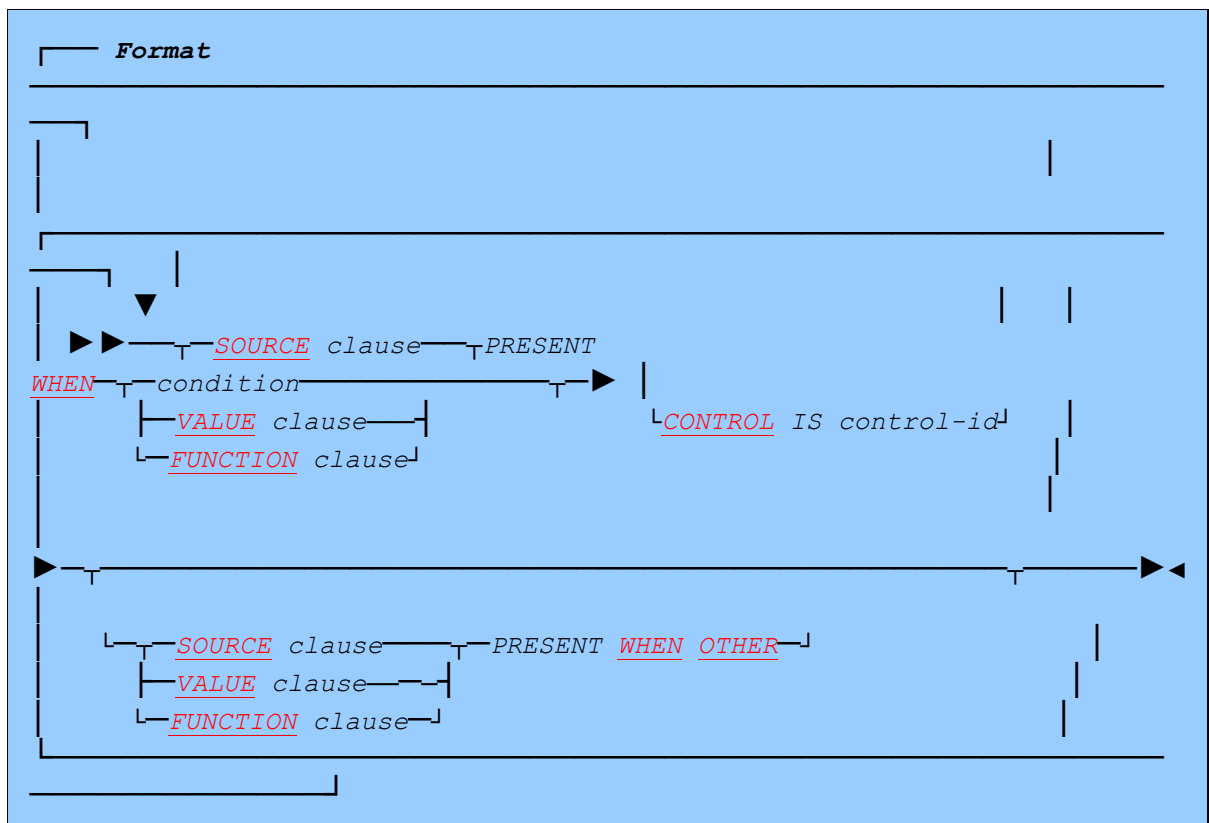 Format
SOURCE clause PRESENT
WHEN condition
VALUE clause CONTROL IS control-id
FUNCTION clause
SOURCE clause PRESENT WHEN OTHER
VALUE clause
FUNCTION clause